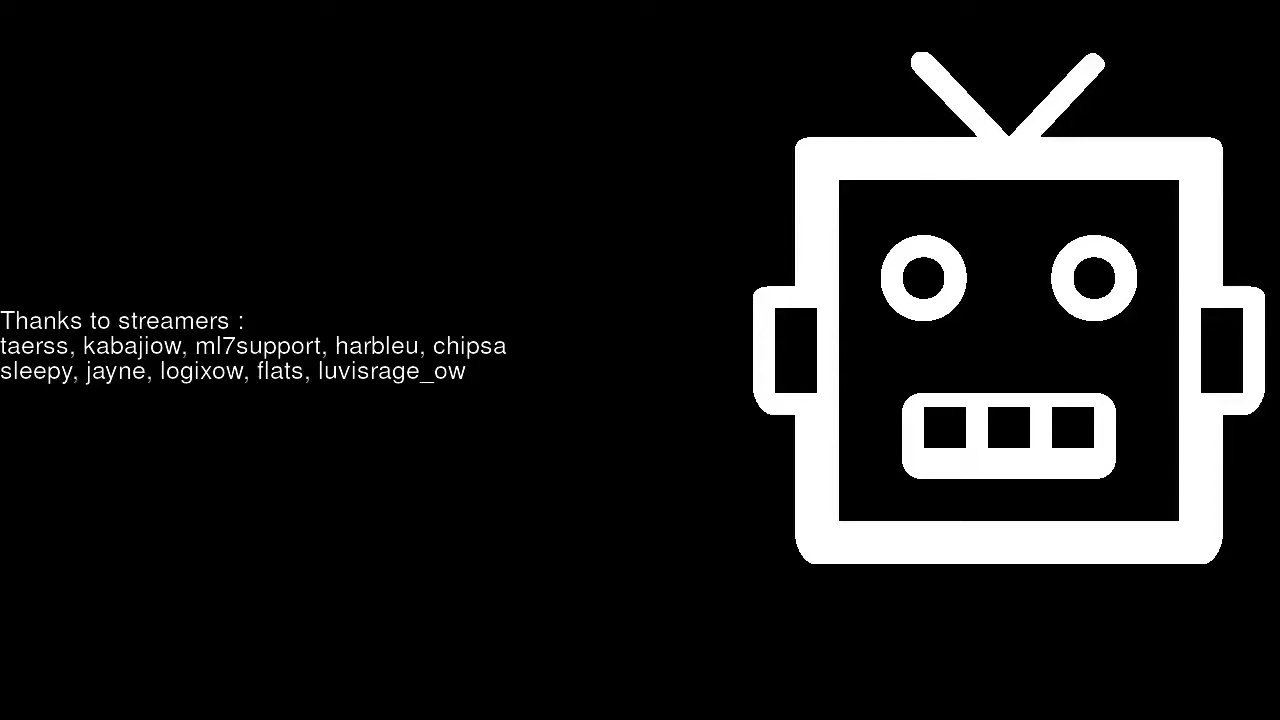 Thanks to streamers :
taerss, kabajiow, ml7support, harbleu, chipsa
sleepy, jayne, logixow, flats, luvisrage_ow